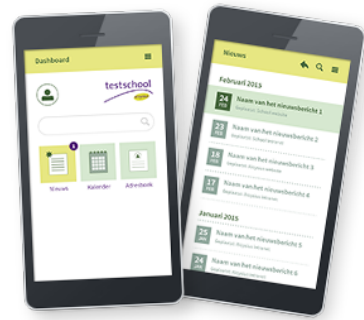 Dashboard
testschool
Nieuws
Kalender
Adresboek
Nieuws
Februari 2015
24
Naam van het nieuwsbericht 1
23
Naam van het nieuwsbericht 2
18
Naam van het nieuwsbericht 3
17
Naam van het nieuwsbericht 4
Januari 2015
25
Naam van het nieuwsbericht 5
24
Naam van het nieuwsbericht 6